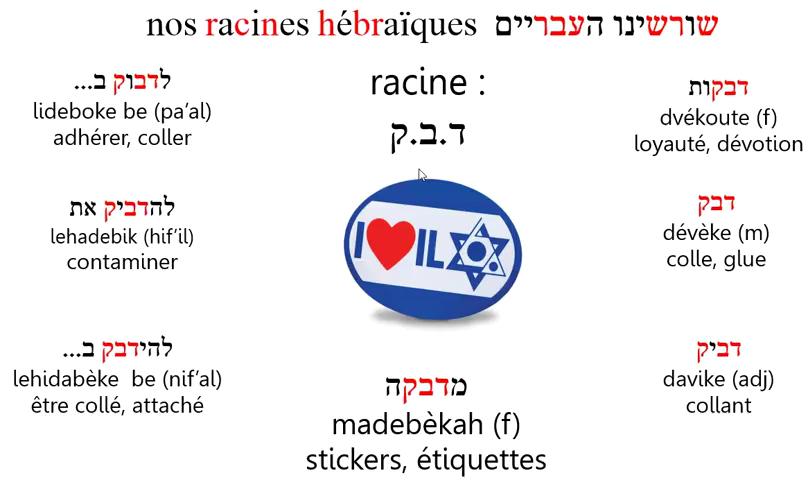 nos racines hébraïques שורשינו העבריים
לדבוק ב...
lideboke be (pa'al)
adhérer, coller
racine :
ד.ב.ק
דבקות
dvékoute (f)
loyauté, dévotion
להדביק את
lehadebik (hif'il)
contaminer
I IL
דבק
dévèke (m)
colle, glue
להידבק ב...
lehidabèke be (nif'al)
être collé, attaché
מדבקה
madebèkah (f)
stickers, étiquettes
דביק
davike (adj)
collant